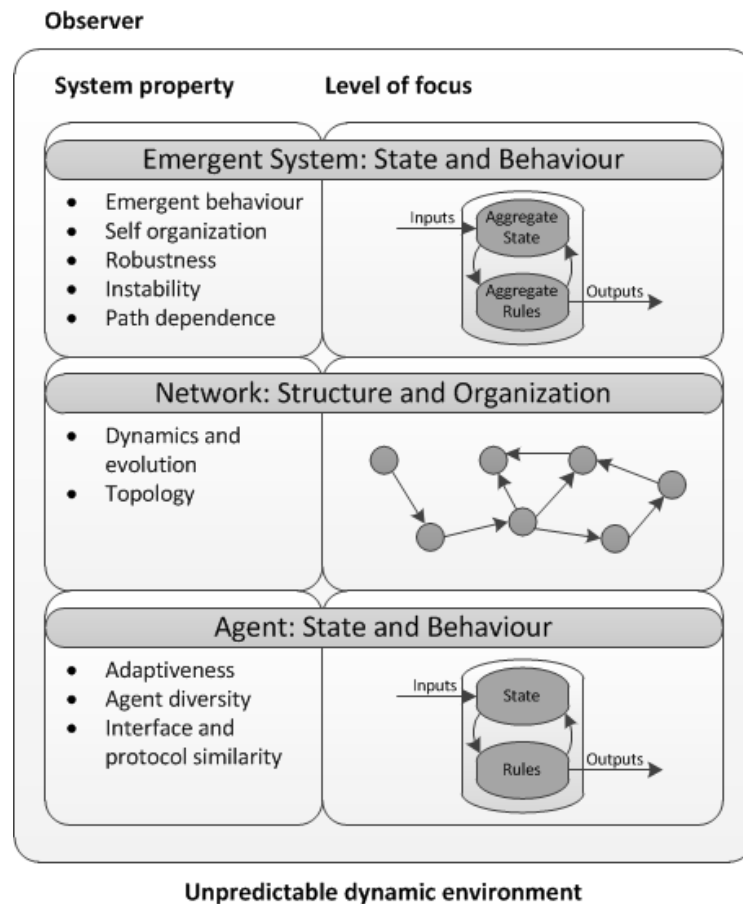 Observer
System property
Level of focus
Emergent System: State and Behaviour
• Emergent behaviour
• Self organization
• Robustness
• Instability
• Path dependence
Inputs
Aggregate
State
Aggregate
Rules
Outputs
Network: Structure and Organization
• Dynamics and
evolution
• Topology
Agent: State and Behaviour
• Adaptiveness
• Agent diversity
• Interface and
protocol similarity
Inputs
State
Rules
Outputs
Unpredictable dynamic environment